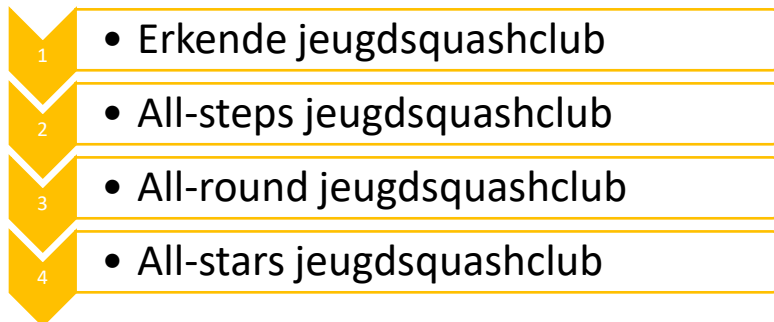 1 • Erkende jeugdsquashclub
2 • All-steps jeugdsquashclub
3 • All-round jeugdsquashclub
4 • All-stars jeugdsquashclub